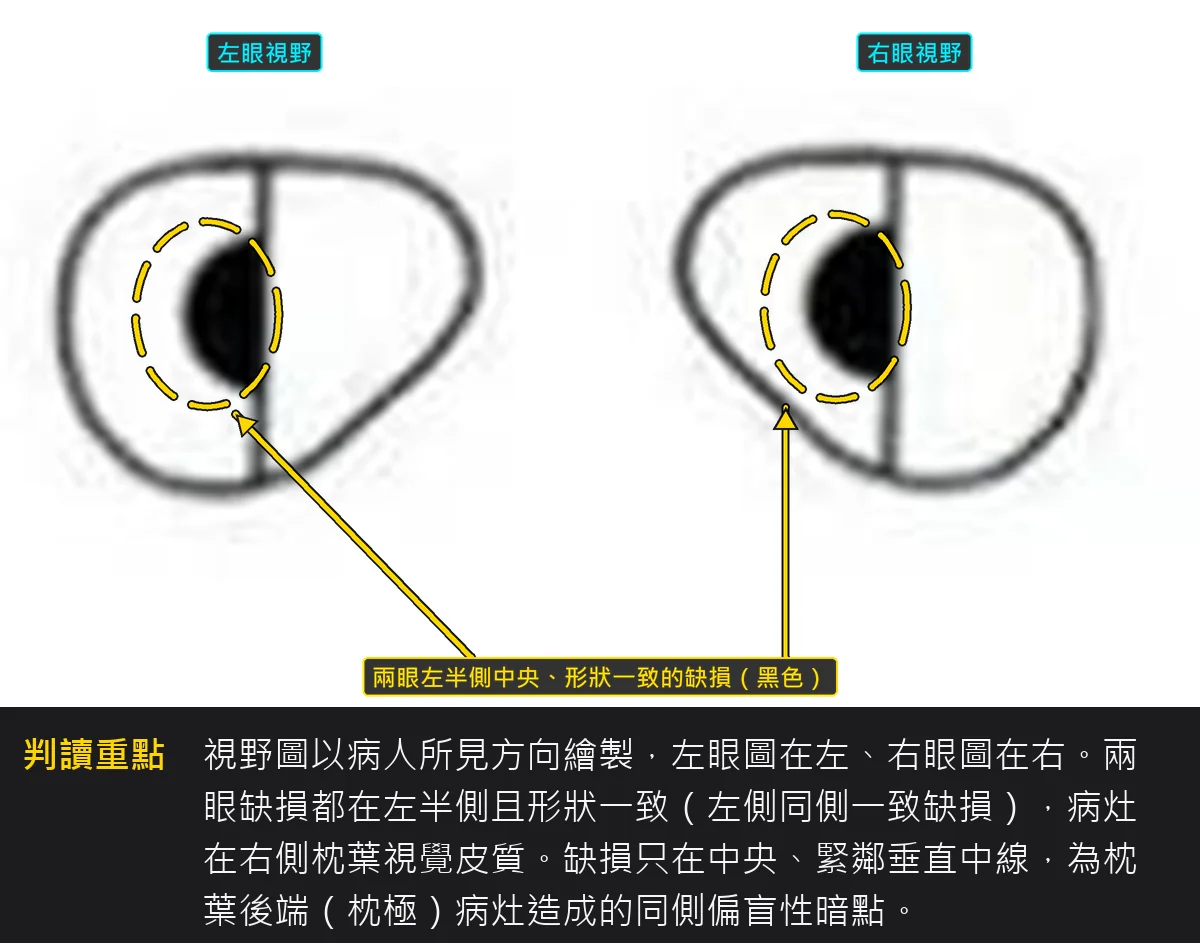 左眼視野
右眼視野
兩眼左半側中央、形狀一致的缺損（黑色）
判讀重點
視野圖以病人所見方向繪製，左眼圖在左、右眼圖在右。兩
眼缺損都在左半側且形狀一致（左側同側一致缺損），病灶
在右側枕葉視覺皮質。缺損只在中央、緊鄰垂直中線，為枕
葉後端（枕極）病灶造成的同側偏盲性暗點。